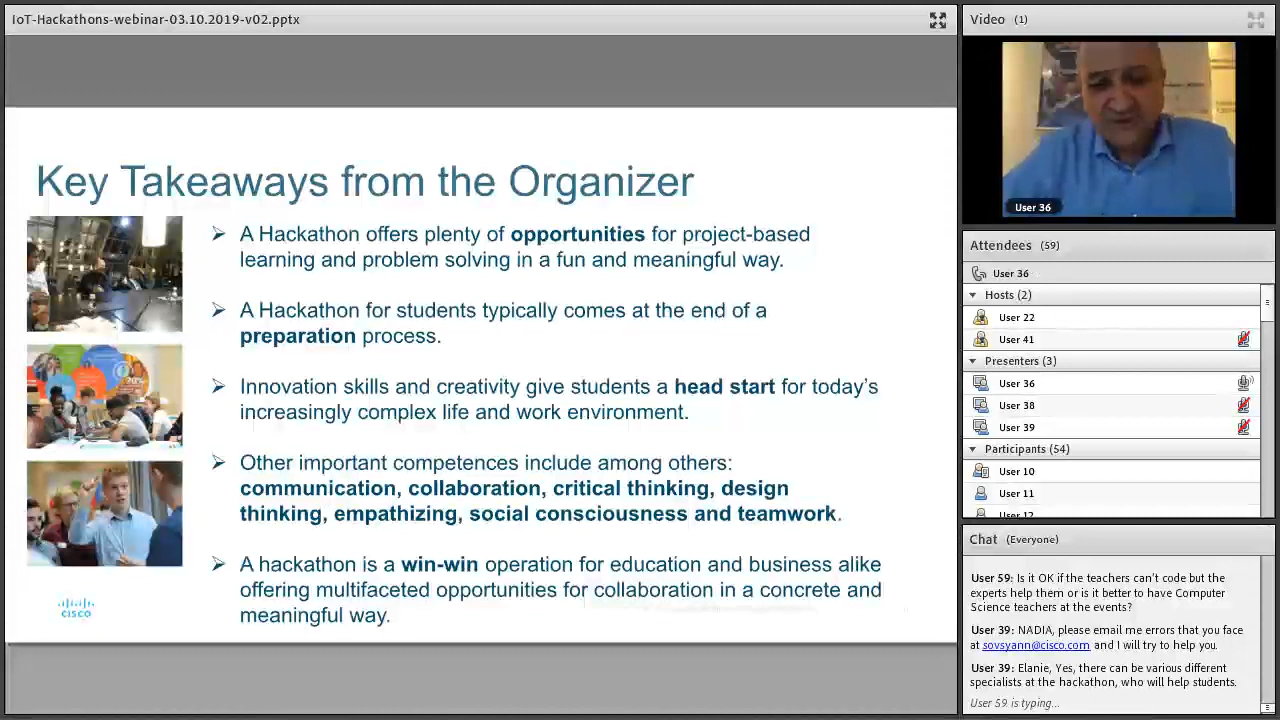 IoT-Hackathons-webinar-03.10.2019-v02.pptx
Key Takeaways from the Organizer
A Hackathon offers plenty of opportunities for project-based
learning and problem solving in a fun and meaningful way.
A Hackathon for students typically comes at the end of a
preparation process.
Innovation skills and creativity give students a head start for today's
increasingly complex life and work environment.
Other important competences include among others:
communication, collaboration, critical thinking, design
thinking, empathizing, social consciousness and teamwork.
A hackathon is a win-win operation for education and business alike
offering multifaceted opportunities for collaboration in a concrete and
meaningful way.
cisco
Video (1)
User 36
Attendees (59)
User 36
Hosts (2)
User 22
User 41
Presenters (3)
User 36
User 38
User 39
Participants (54)
User 10
User 11
User 12
Chat (Everyone)
User 59: Is it OK if the teachers can't code but the
experts help them or is it better to have Computer
Science teachers at the events?
User 39: NADIA, please email me errors that you face
at sovsyann@cisco.com and I will try to help you.
User 39: Elanie, Yes, there can be various different
specialists at the hackathon, who will help students.
User 59 is typing...